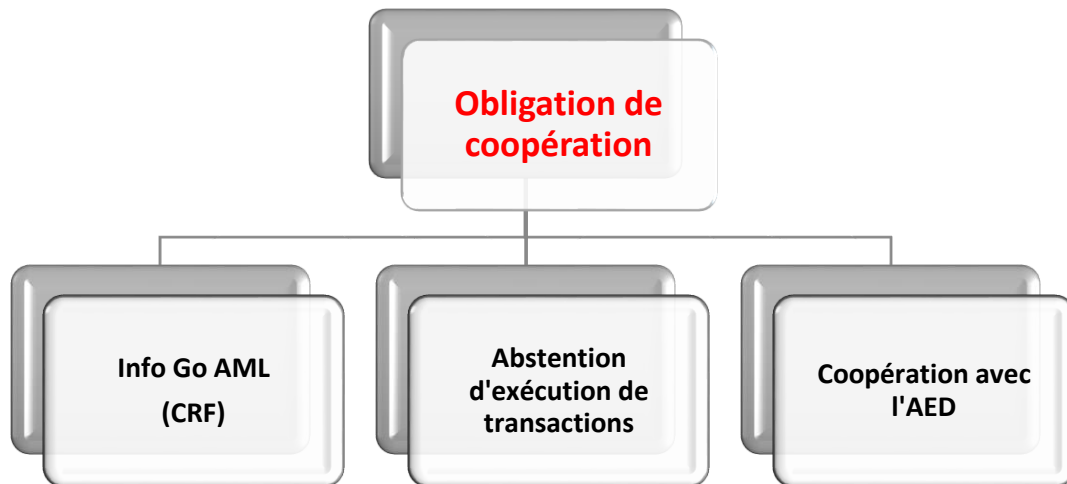 Obligation de
coopération
Info Go AML
(CRF)
Abstention
d'exécution de
transactions
Coopération avec
l'AED